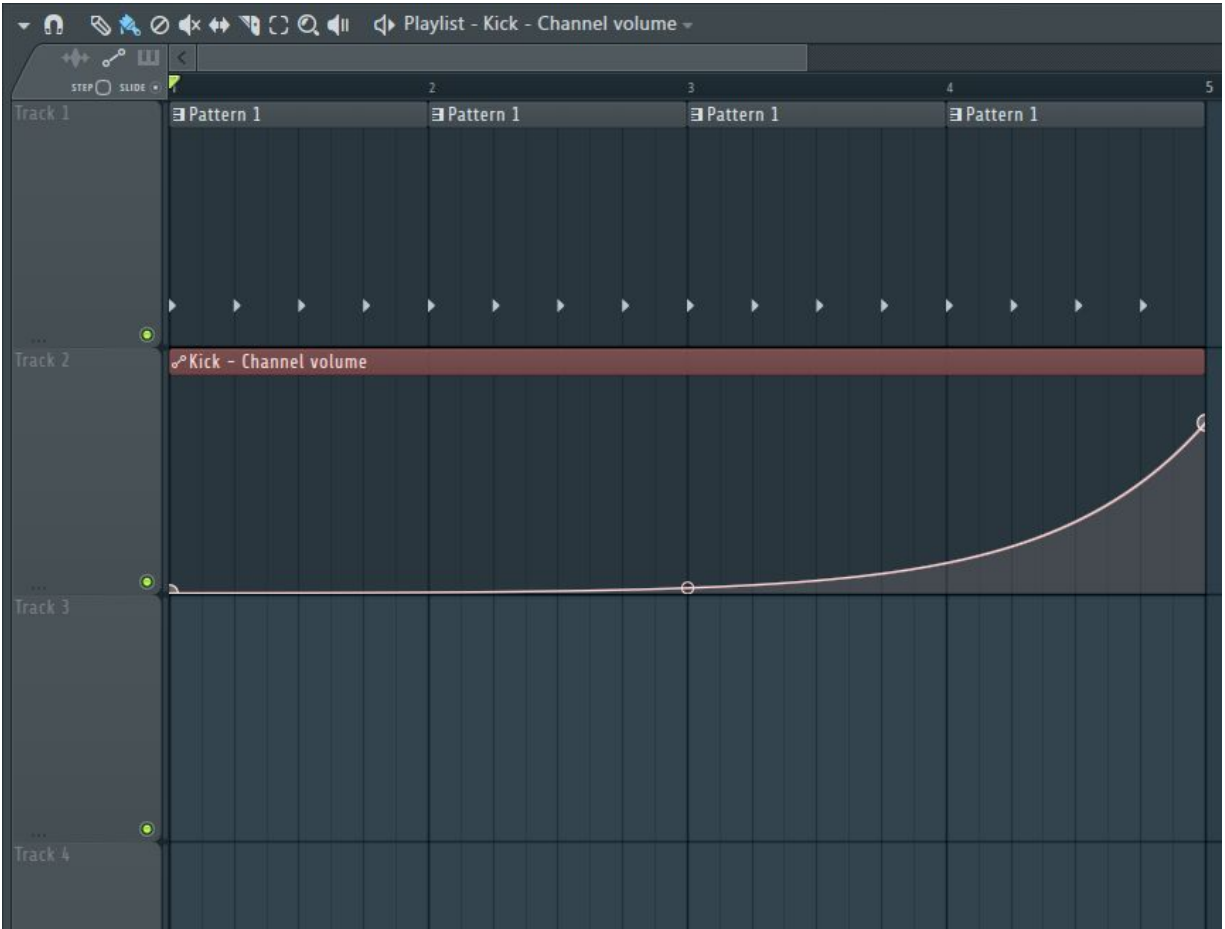 Playlist - Kick - Channel volume
STEP SLIDE
2 3 4 5
Track 1
Pattern 1 Pattern 1 Pattern 1 Pattern 1
Track 2
Kick - Channel volume
Track 3
Track 4